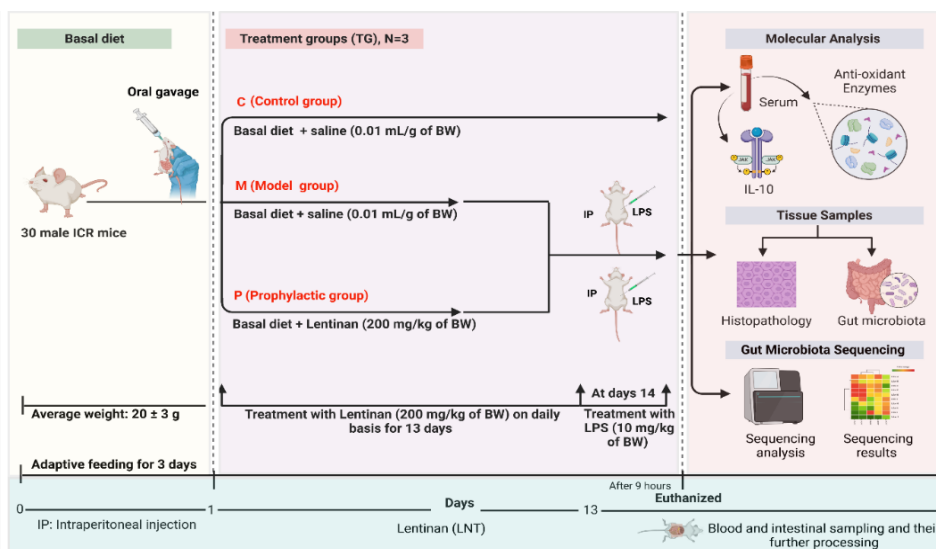 Basal diet
Oral gavage
30 male ICR mice
Average weight: 20 ± 3 g
Adaptive feeding for 3 days
Treatment groups (TG), N=3
C (Control group)
Basal diet + saline (0.01 mL/g of BW)
M (Model group)
Basal diet + saline (0.01 mL/g of BW)
P (Prophylactic group)
Basal diet + Lentinan (200 mg/kg of BW)
IP
LPS
IP
LPS
At days 14
Treatment with Lentinan (200 mg/kg of BW) on daily
basis for 13 days
Treatment with
LPS (10 mg/kg
of BW)
Molecular Analysis
Serum
Anti-oxidant
Enzymes
JAK
JAK
IL-10
Tissue Samples
Histopathology
Gut microbiota
Gut Microbiota Sequencing
Sequencing
analysis
Sequencing
results
After 9 hours
Euthanized
0
1
Days
13
IP: Intraperitoneal injection
Lentinan (LNT)
Blood and intestinal sampling and thei
further processing